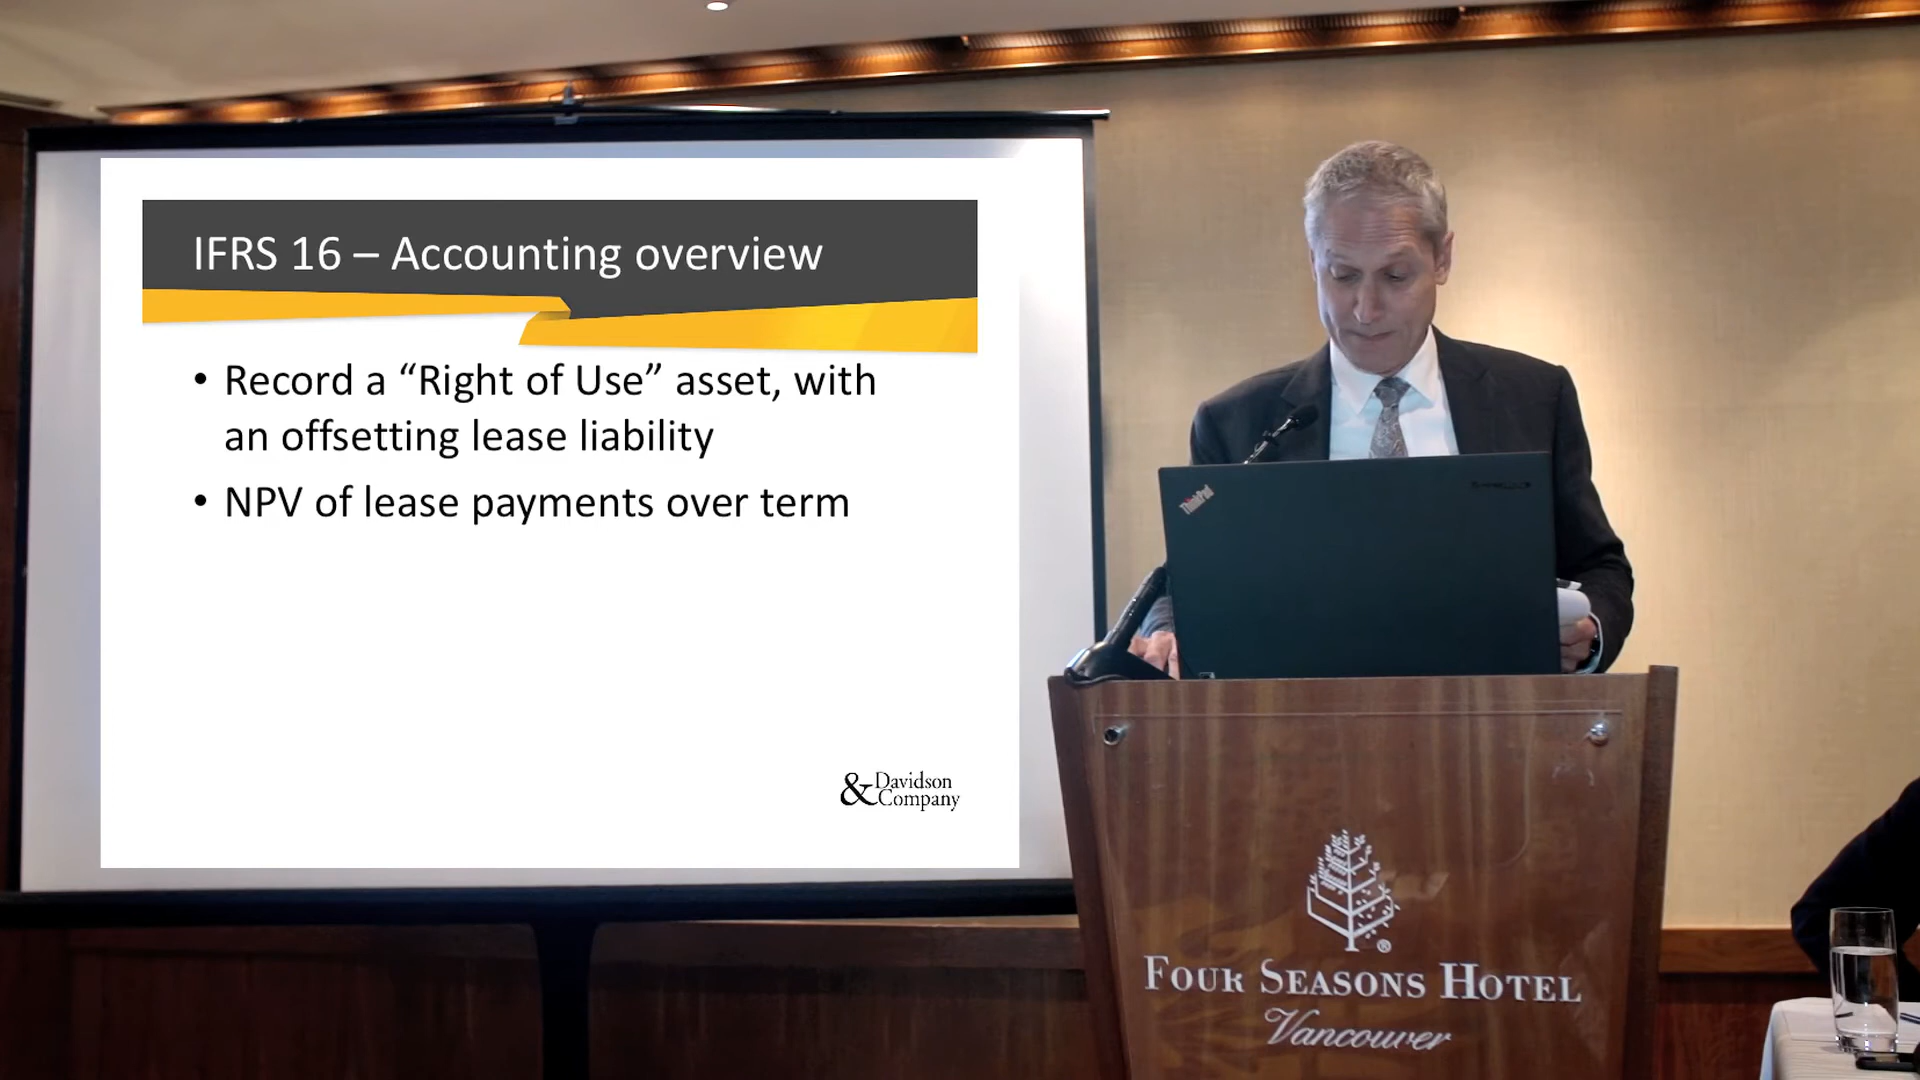 IFRS 16 – Accounting overview
• Record a “Right of Use” asset, with
an offsetting lease liability
• NPV of lease payments over term
& Davidson
Company
ThinkPad
®
FOUR SEASONS HOTEL
Vancouver